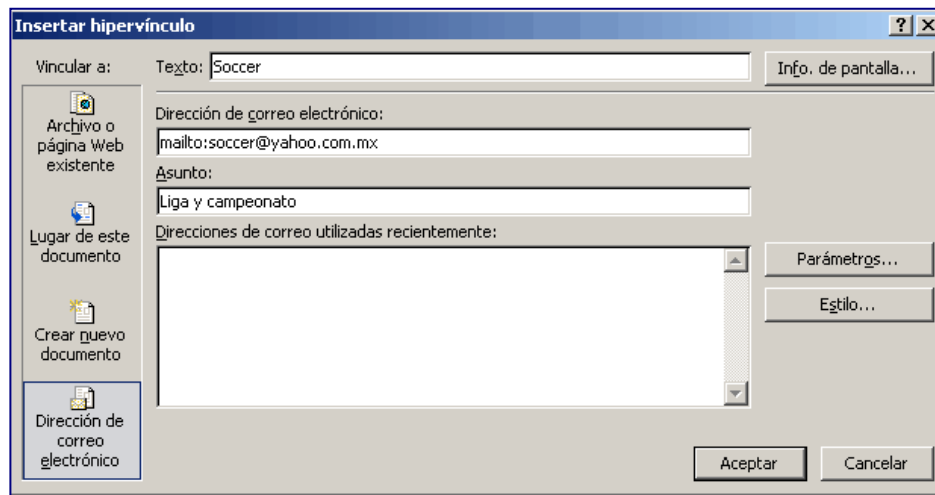 Insertar hipervínculo
Vincular a:
Texto: Soccer
Info. de pantalla...
Archivo o
página Web
existente
Lugar de este
documento
Crear nuevo
documento
Dirección de
correo
electrónico
Dirección de correo electrónico:
mailto:soccer@yahoo.com.mx
Asunto:
Liga y campeonato
Direcciones de correo utilizadas recientemente:
Parámetros...
Estilo...
Aceptar
Cancelar